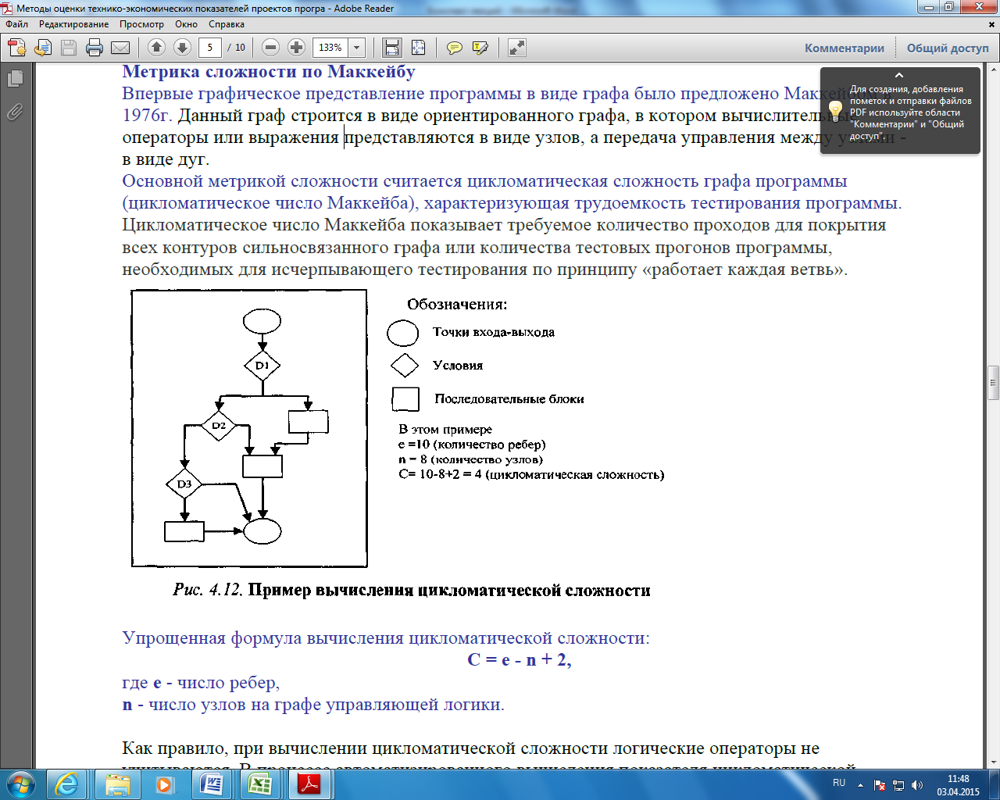 Методы оценки технико-экономических показателей проектов програ - Adobe Reader
Файл Редактирование Просмотр Окно Справка
5 / 10 133% Комментарии Общий доступ
Для создания, добавления
пометок и отправки файлов
PDF используйте области
"Комментарии" и "Общий
доступ".
Метрика сложности по Маккейбу
Впервые графическое представление программы в виде графа было предложено Маккейбом в
1976г. Данный граф строится в виде ориентированного графа, в котором вычислительные
операторы или выражения представляются в виде узлов, а передача управления между узлами -
в виде дуг.
Основной метрикой сложности считается цикломатическая сложность графа программы
(цикломатическое число Маккейба), характеризующая трудоемкость тестирования программы.
Цикломатическое число Маккейба показывает требуемое количество проходов для покрытия
всех контуров сильносвязанного графа или количества тестовых прогонов программы,
необходимых для исчерпывающего тестирования по принципу «работает каждая ветвь».
D1
D2
D3
Обозначения:
Точки входа-выхода
Условия
Последовательные блоки
В этом примере
e =10 (количество ребер)
n = 8 (количество узлов)
C= 10-8+2 = 4 (цикломатическая сложность)
Рис. 4.12. Пример вычисления цикломатической сложности
Упрощенная формула вычисления цикломатической сложности:
C = e - n + 2,
где e - число ребер,
n - число узлов на графе управляющей логики.
Как правило, при вычислении цикломатической сложности логические операторы не
RU 11:48
03.04.2015